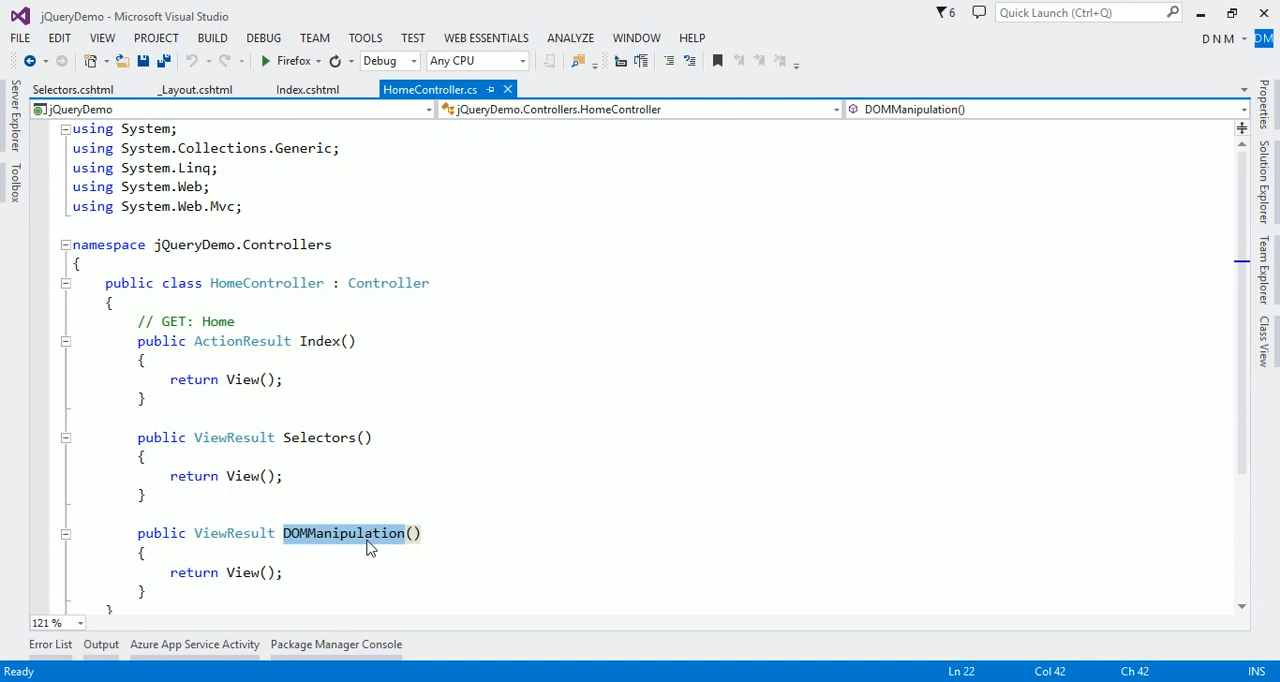 jQueryDemo - Microsoft Visual Studio
6
Quick Launch (Ctrl+Q)
FILE EDIT VIEW PROJECT BUILD DEBUG TEAM TOOLS TEST WEB ESSENTIALS ANALYZE WINDOW HELP
D N M DM
Firefox Debug Any CPU
Selectors.cshtml _Layout.cshtml Index.cshtml HomeController.cs
jQueryDemo jQueryDemo.Controllers.HomeController DOMManipulation()
Server Explorer
Toolbox
using System;
using System.Collections.Generic;
using System.Linq;
using System.Web;
using System.Web.Mvc;
namespace jQueryDemo.Controllers
{
public class HomeController : Controller
{
// GET: Home
public ActionResult Index()
{
return View();
}
public ViewResult Selectors()
{
return View();
}
public ViewResult DOMManipulation()
{
return View();
}
}
Properties
Solution Explorer
Team Explorer
Class View
121 %
Error List Output Azure App Service Activity Package Manager Console
Ready Ln 22 Col 42 Ch 42 INS